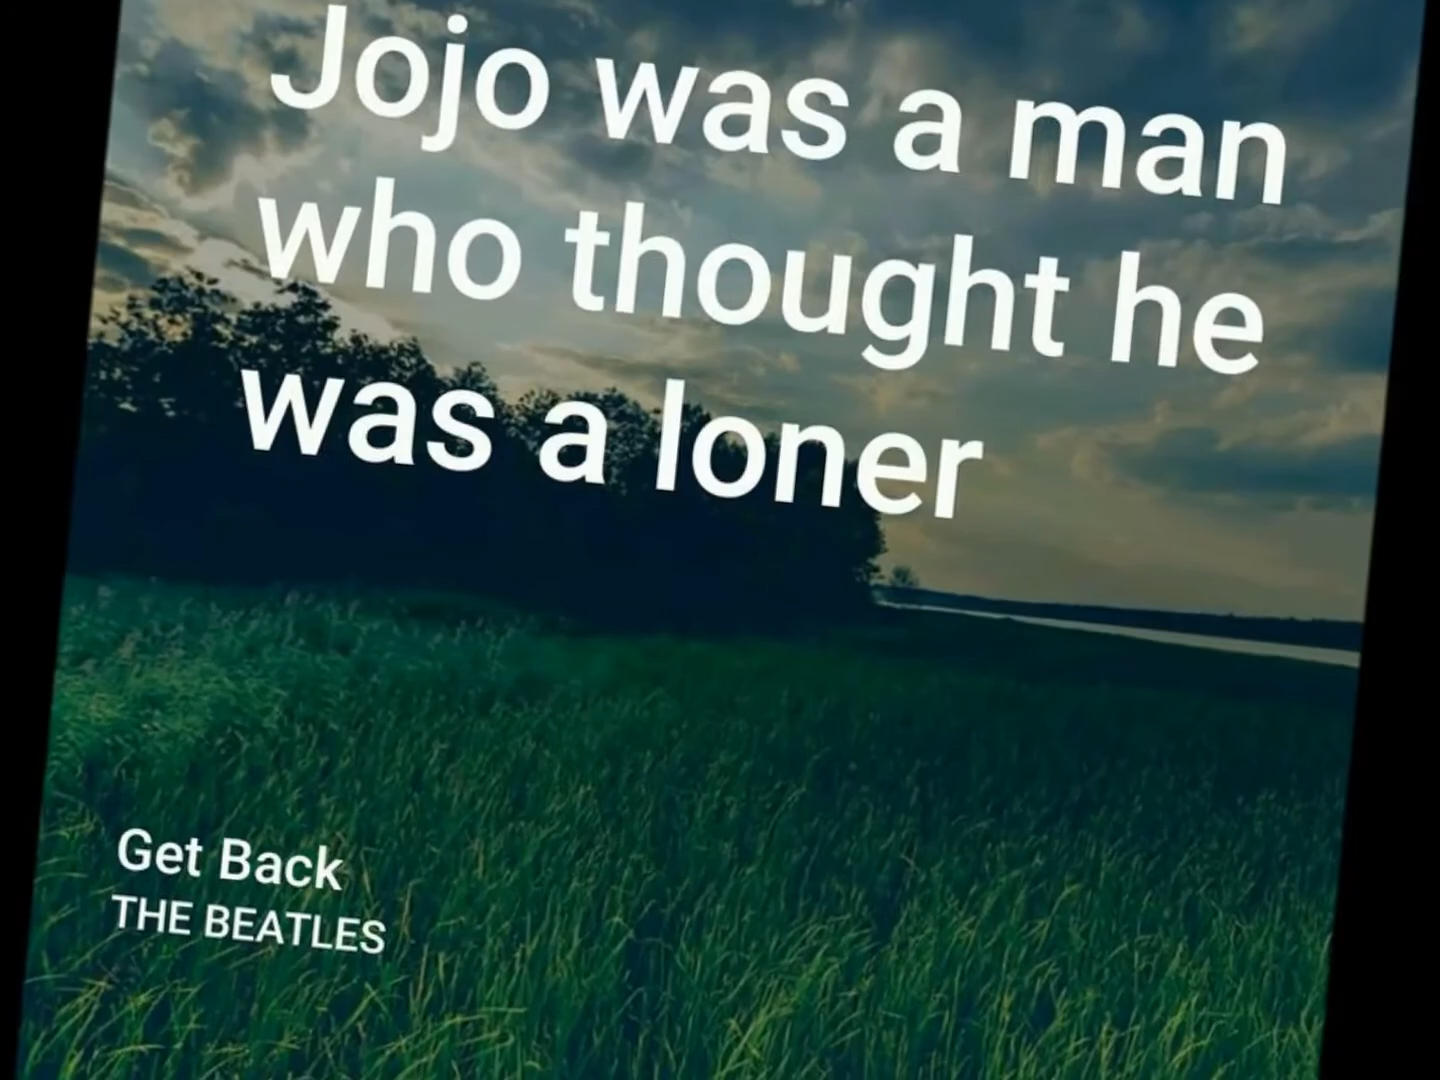 Jojo was a man
who thought he
was a loner
Get Back
THE BEATLES